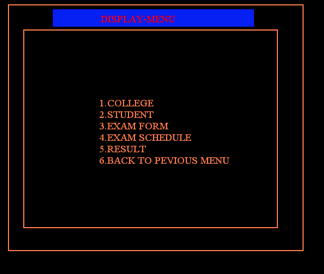 DISPLAY-MENU
1.COLLEGE
2.STUDENT
3.EXAM FORM
4.EXAM SCHEDULE
5.RESULT
6.BACK TO PEVIOUS MENU